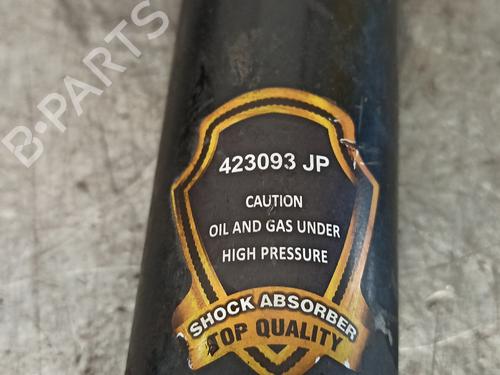 B-PARTS
423093 JP
CAUTION
OIL AND GAS UNDER
HIGH PRESSURE
SHOCK ABSORBER
TOP QUALITY